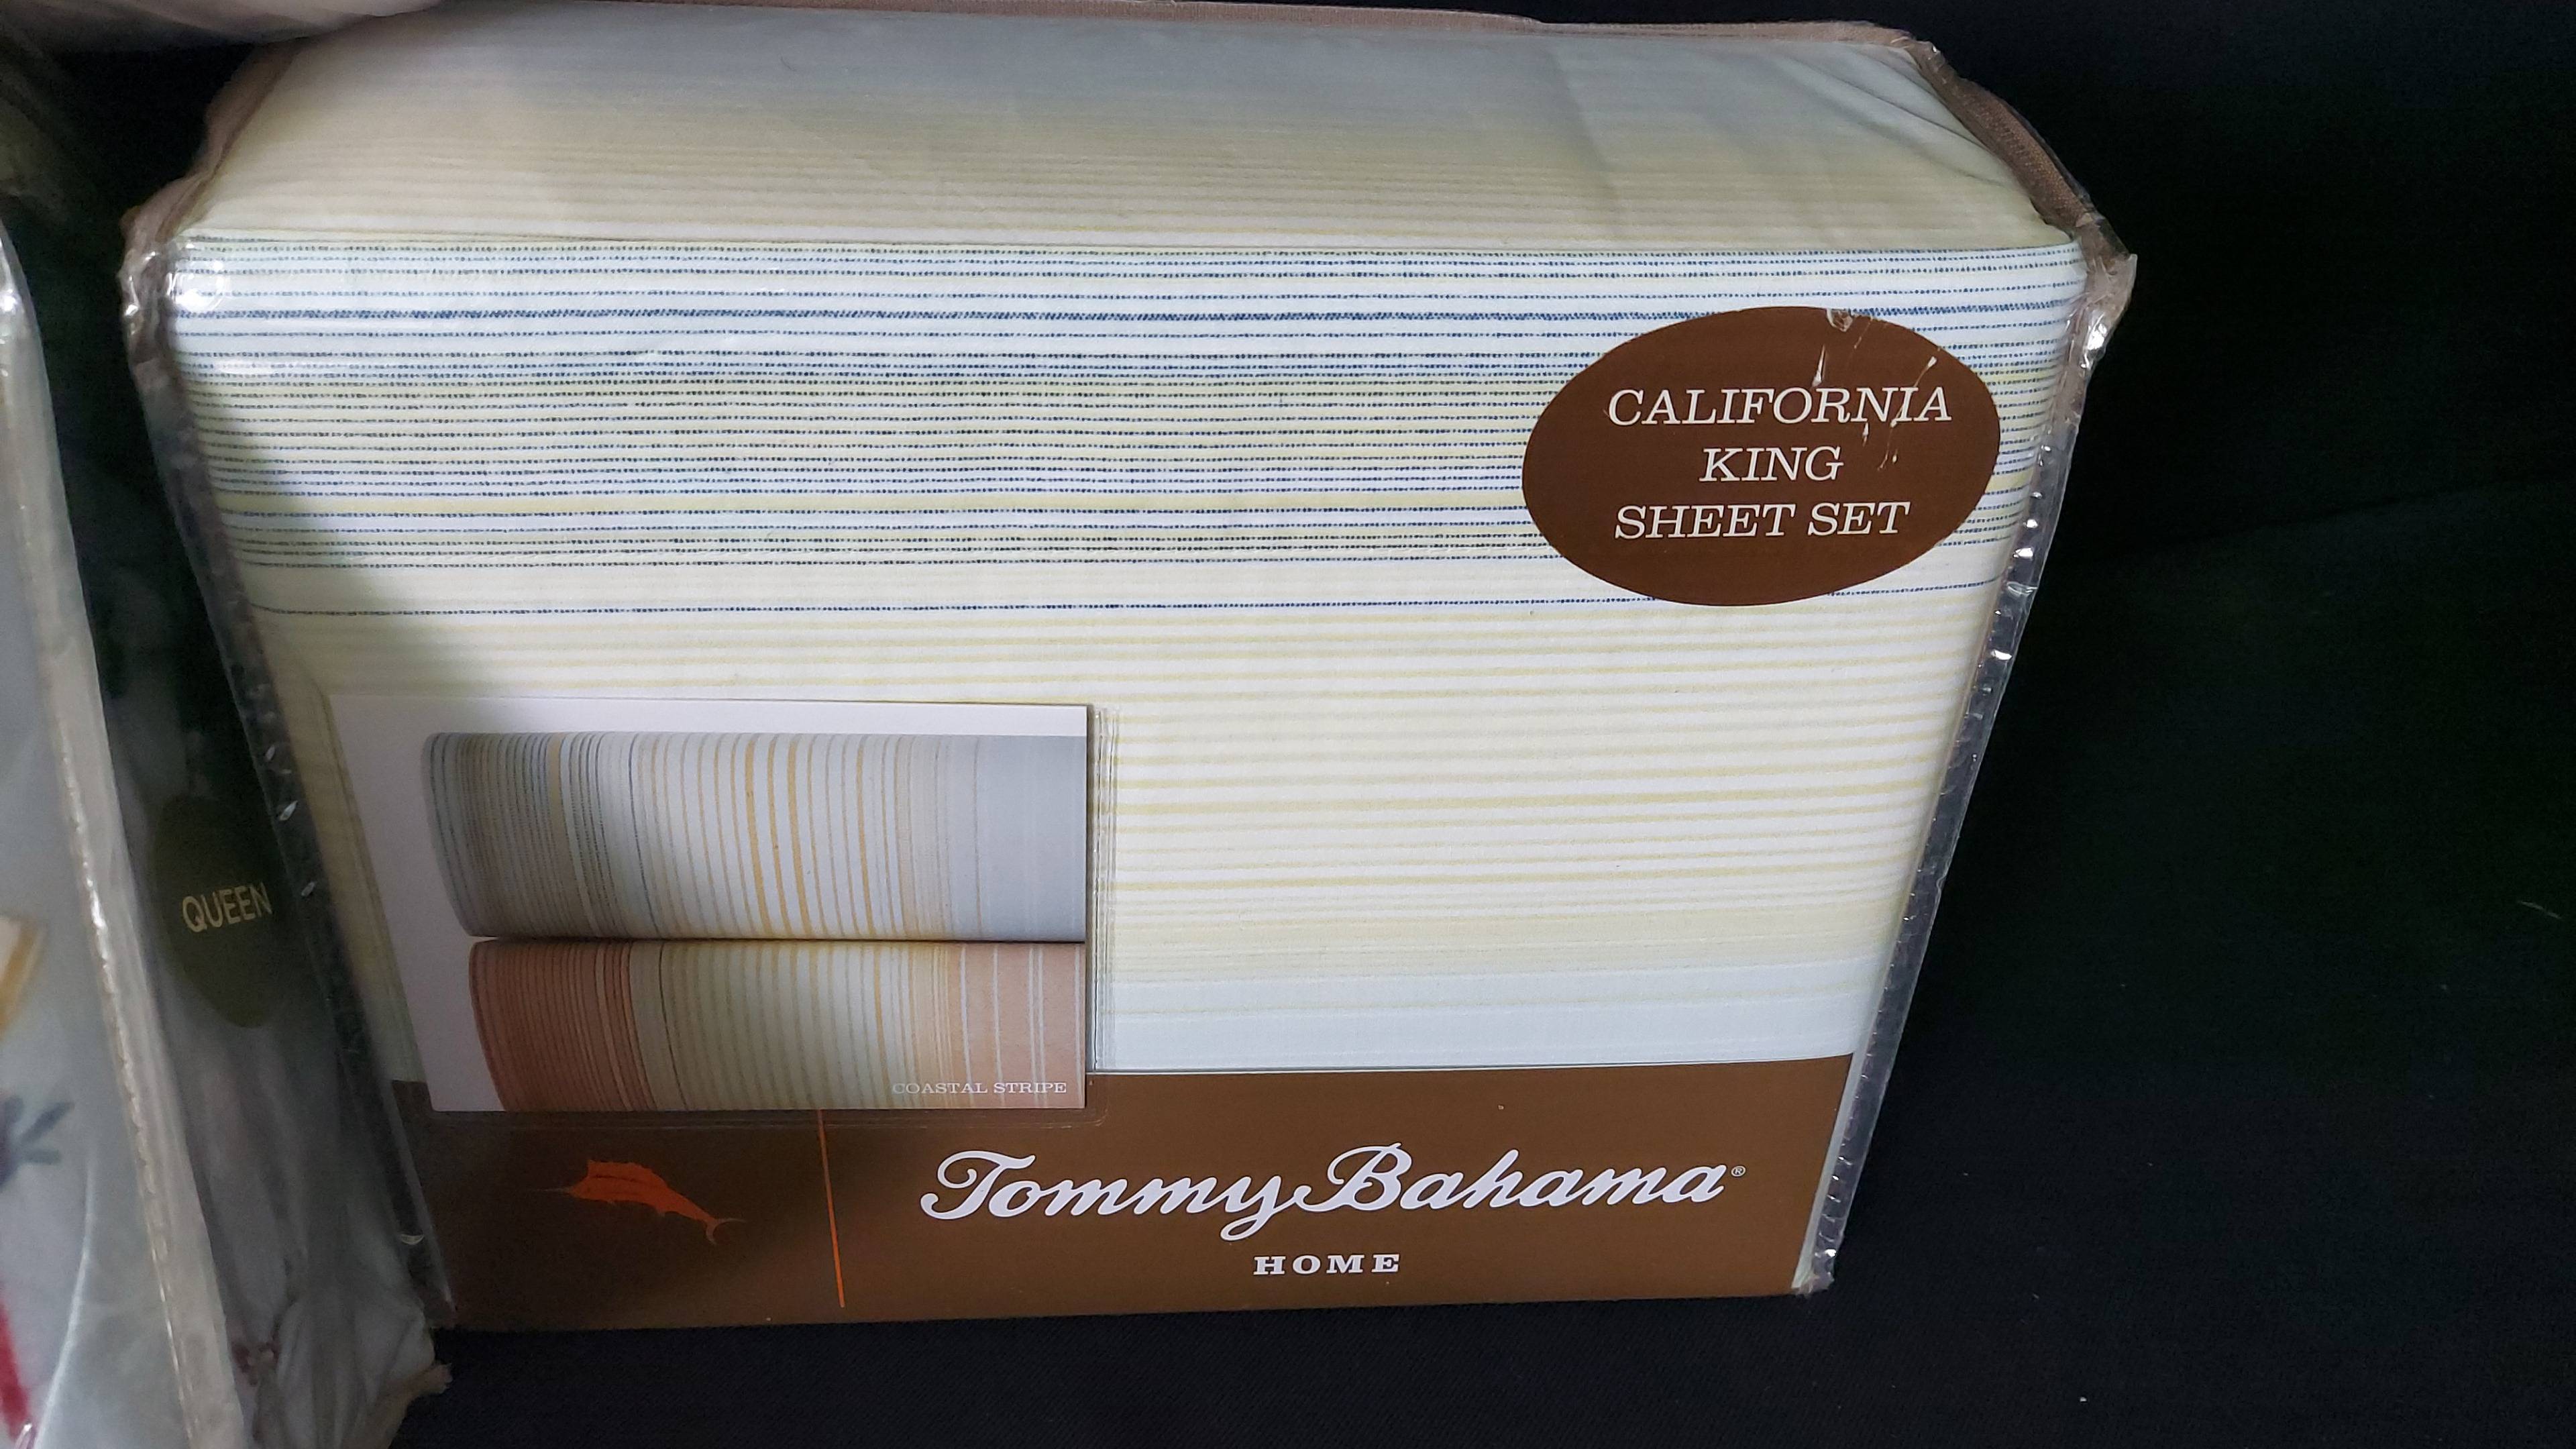 CALIFORNIA
KING
SHEET SET
QUEEN
COASTAL STRIPE
Tommy Bahama®
HOME